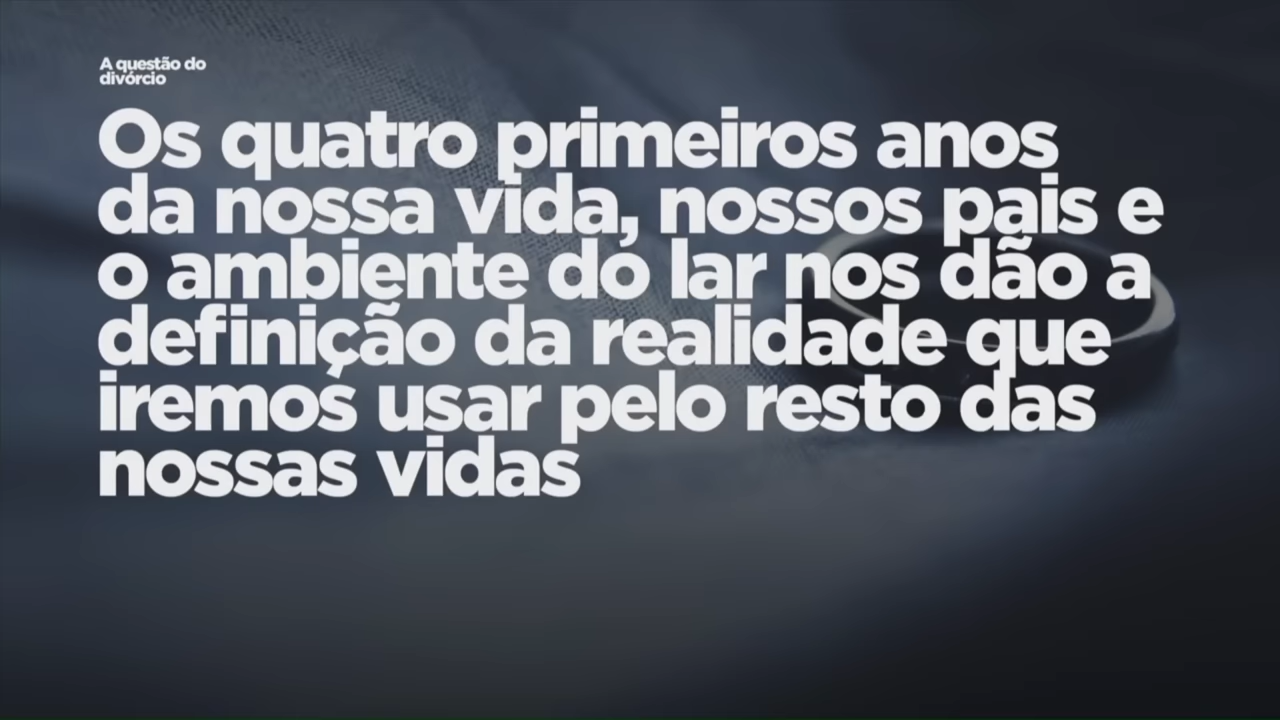 A questão do
divórcio
Os quatro primeiros anos
da nossa vida, nossos pais e
o ambiente do lar nos dão a
definição da realidade que
iremos usar pelo resto das
nossas vidas